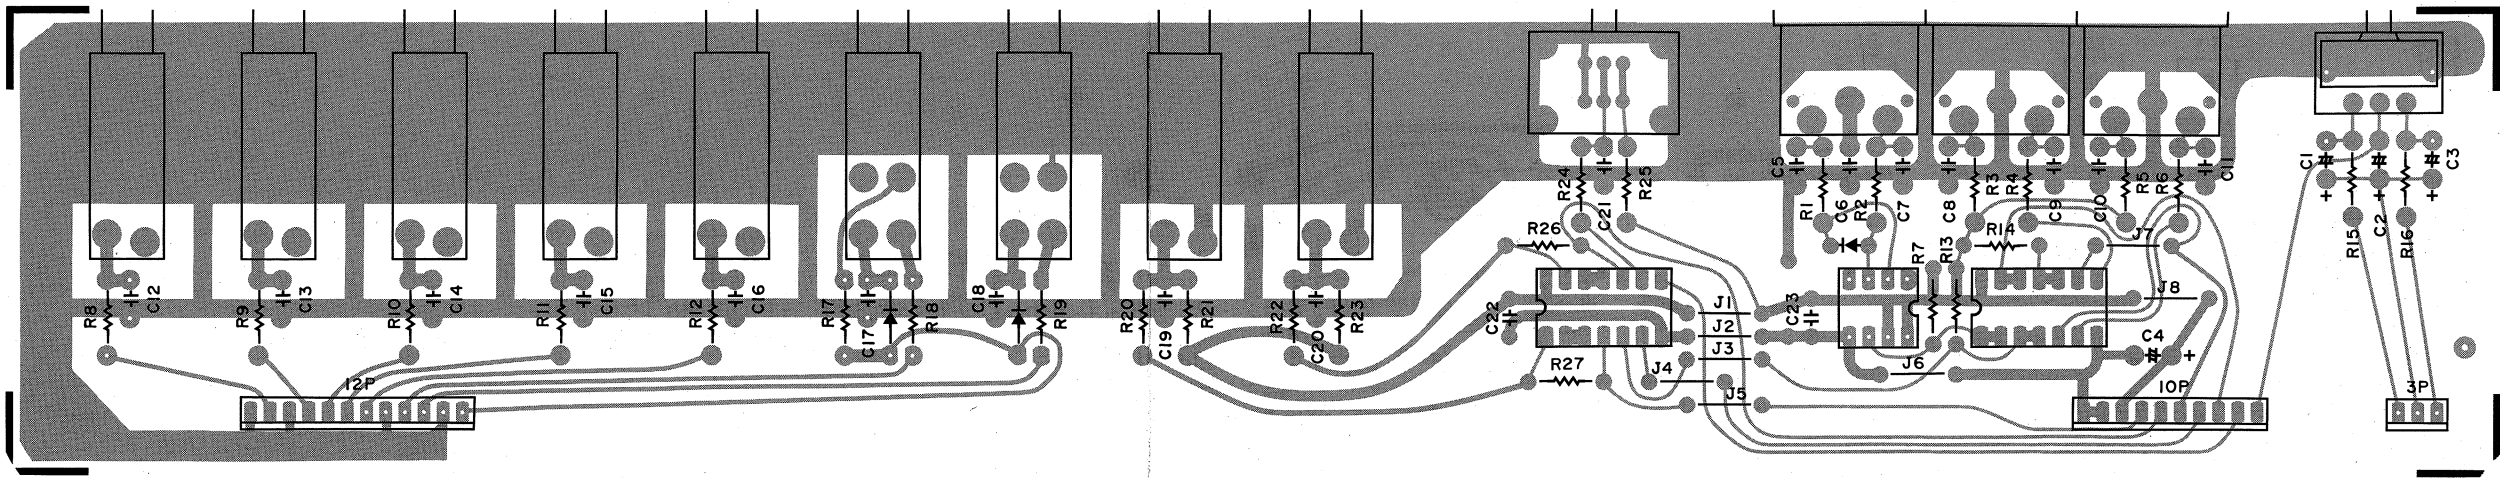 R8
C12
R9
C13
R10
C14
R11
C15
R12
C16
R17
C17
R18
C18
R19
R20
C19
R21
R22
C20
R23
12P
R24
C21
R25
R26
C22
R27
J1
J2
J3
J4
J5
C5
R1
C6
R2
C7
C8
R3
R4
C9
C10
R5
R6
C11
R7
R13
R14
J7
J8
C23
J6
C4
+
10P
C1
+
R15
C2
+
R16
C3
+
3P